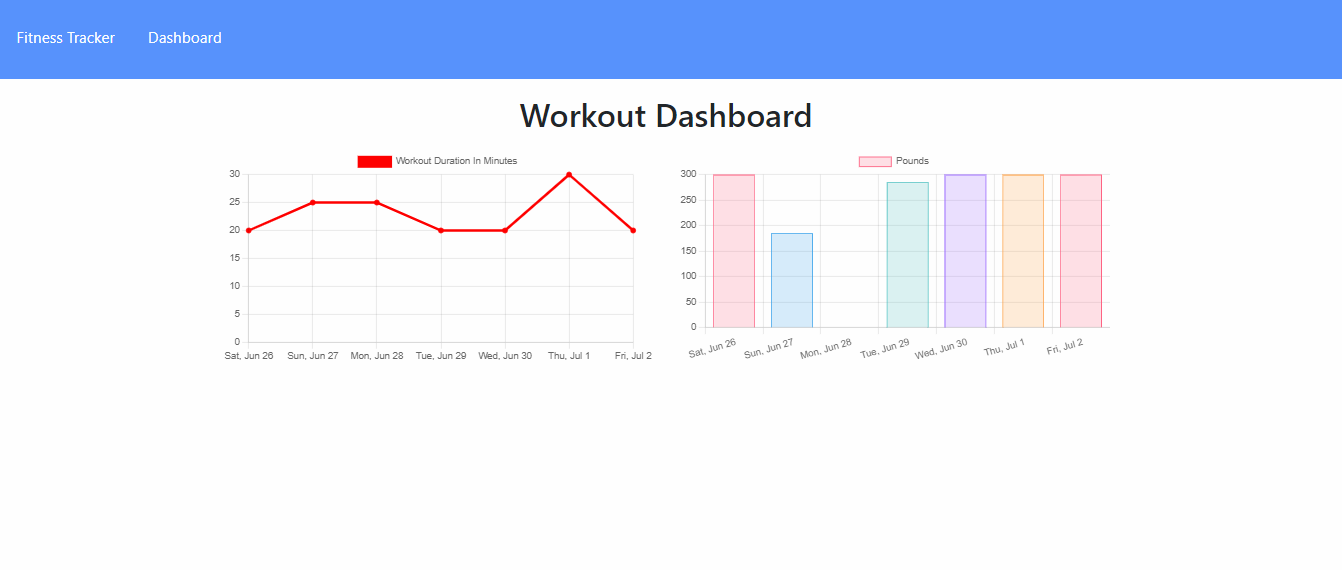 Fitness Tracker Dashboard
Workout Dashboard
Workout Duration In Minutes
30
25
20
15
10
5
0
Sat, Jun 26 Sun, Jun 27 Mon, Jun 28 Tue, Jun 29 Wed, Jun 30 Thu, Jul 1 Fri, Jul 2
Pounds
300
250
200
150
100
50
0
Sat, Jun 26 Sun, Jun 27 Mon, Jun 28 Tue, Jun 29 Wed, Jun 30 Thu, Jul 1 Fri, Jul 2